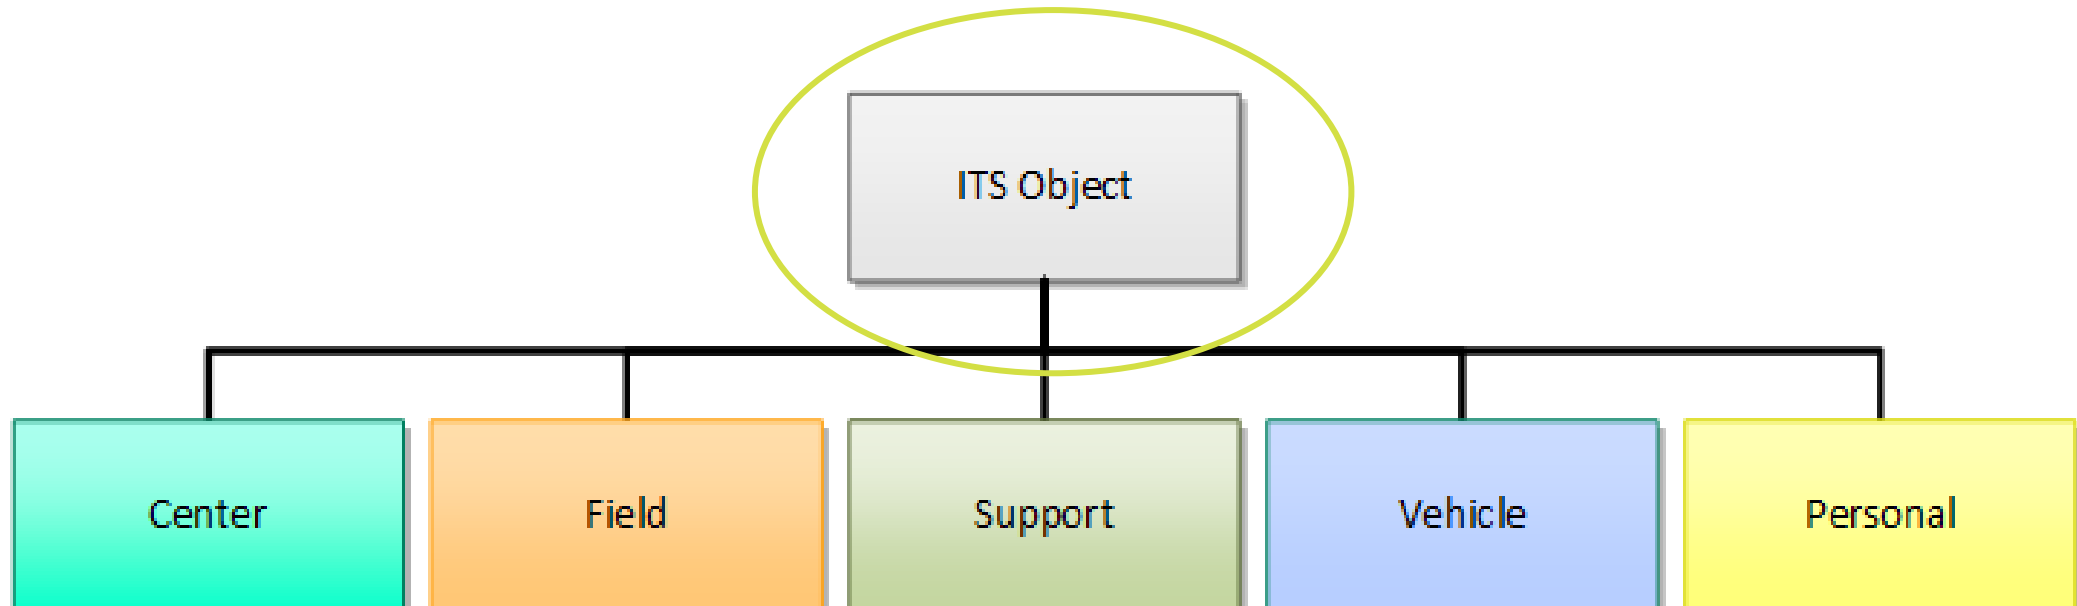 ITS Object
Center
Field
Support
Vehicle
Personal